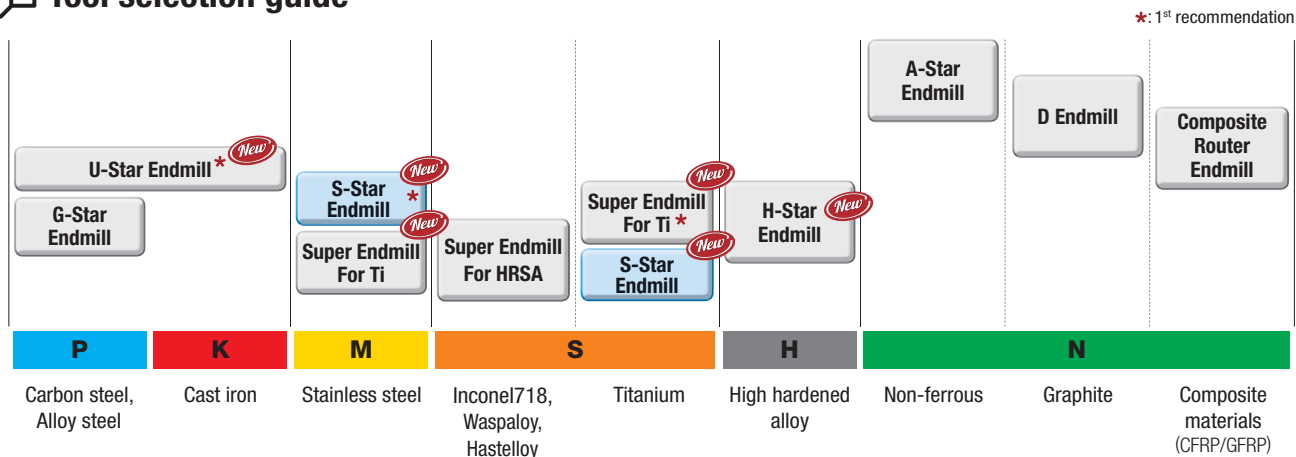 Tool selection guide
*: 1st recommendation
U-Star Endmill *
New
G-Star
Endmill
S-Star
Endmill *
New
Super Endmill
For Ti
New
Super Endmill
For HRSA
Super Endmill
For Ti *
New
S-Star
Endmill
New
H-Star
Endmill
New
A-Star
Endmill
D Endmill
Composite
Router
Endmill
P
K
M
S
H
N
Carbon steel,
Alloy steel
Cast iron
Stainless steel
Inconel718,
Waspaloy,
Hastelloy
Titanium
High hardened
alloy
Non-ferrous
Graphite
Composite
materials
(CFRP/GFRP)